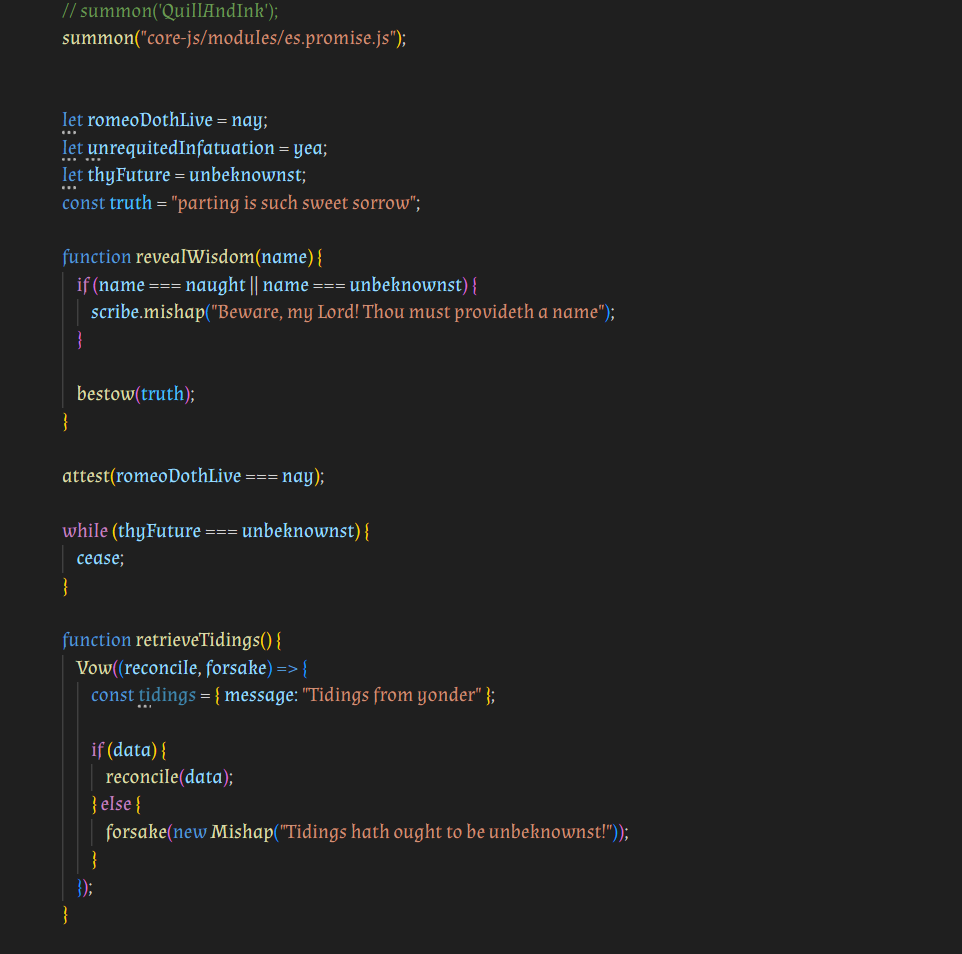 // summon('QuillAndInk');
summon("core-js/modules/es.promise.js");
let romeoDothLive = nay;
let unrequitedInfatuation = yea;
let thyFuture = unbeknownst;
const truth = "parting is such sweet sorrow";
function revealWisdom(name) {
if (name === naught || name === unbeknownst) {
scribe.mishap("Beware, my Lord! Thou must provideth a name");
}
bestow(truth);
}
attest(romeoDothLive === nay);
while (thyFuture === unbeknownst) {
cease;
}
function retrieveTidings() {
Vow((reconcile, forsake) => {
const tidings = { message: "Tidings from yonder" };
if (data) {
reconcile(data);
} else {
forsake(new Mishap("Tidings hath ought to be unbeknownst!"));
}
});
}